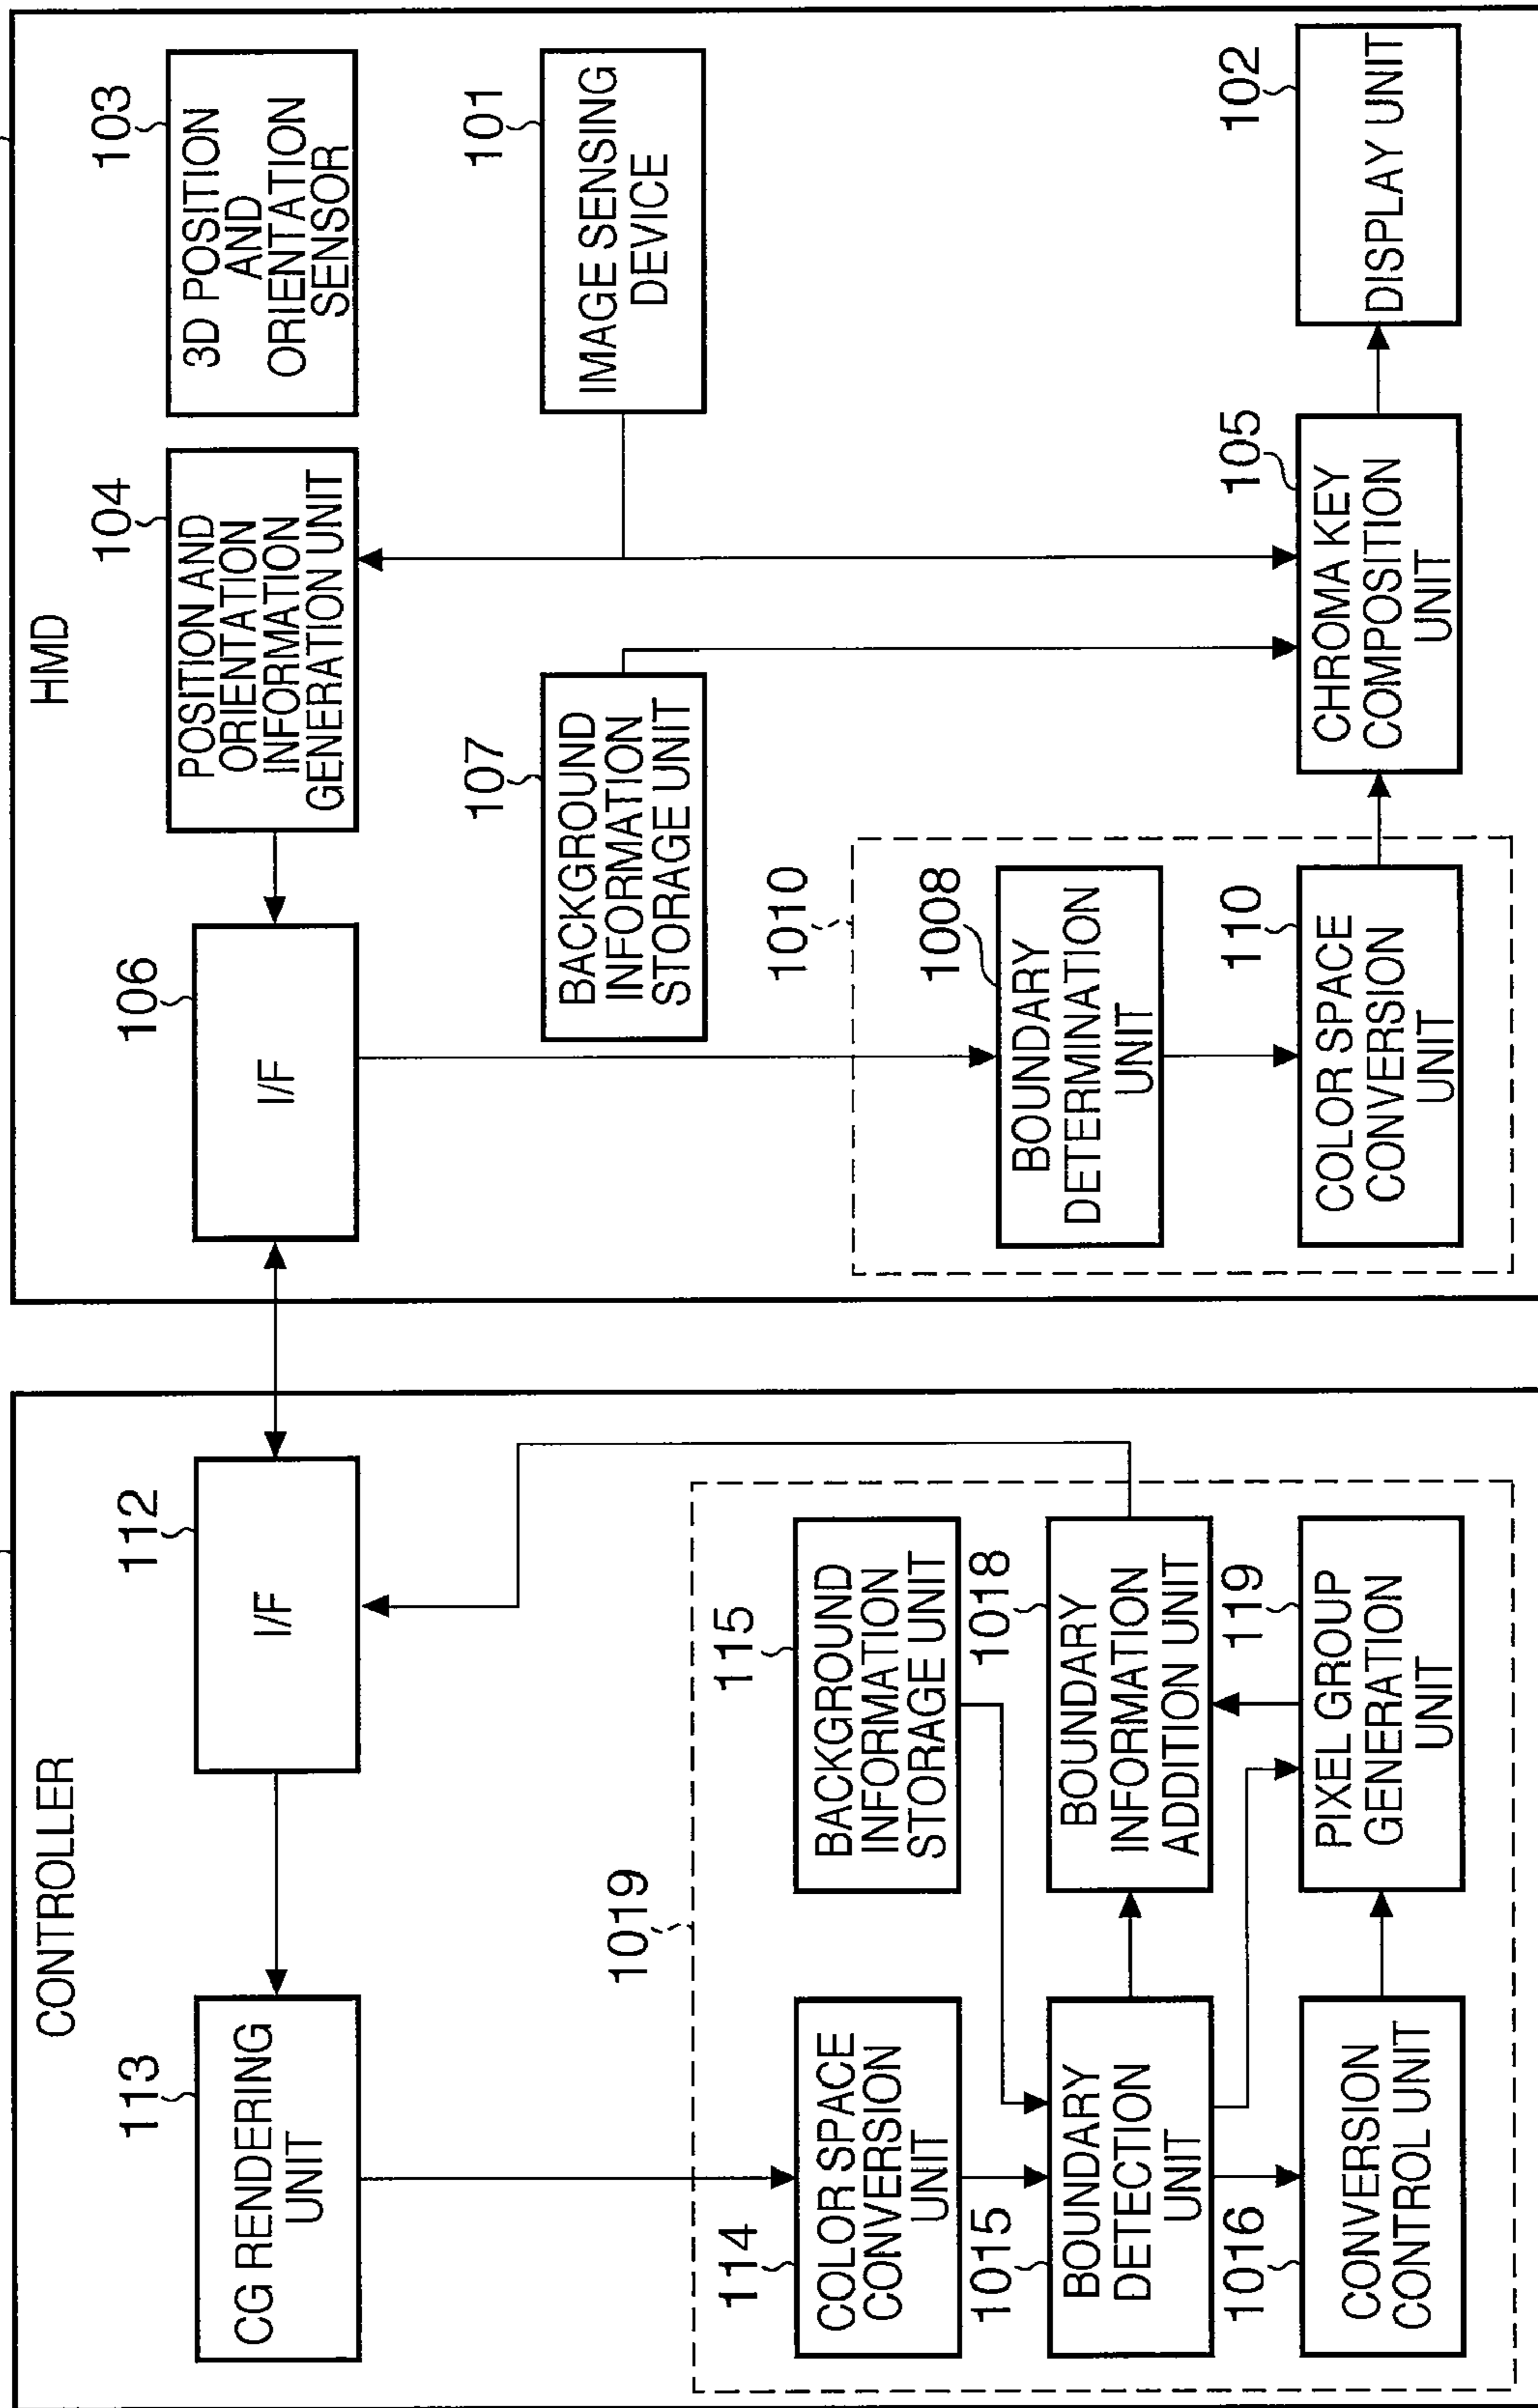 CONTROLLER
113
CG RENDERING
UNIT
112
I/F
1019
114
COLOR SPACE
CONVERSION
UNIT
115
BACKGROUND
INFORMATION
STORAGE UNIT
1015
BOUNDARY
DETECTION
UNIT
1018
BOUNDARY
INFORMATION
ADDITION UNIT
1016
CONVERSION
CONTROL UNIT
119
PIXEL GROUP
GENERATION
UNIT
HMD
106
I/F
104
POSITION AND
ORIENTATION
INFORMATION
GENERATION UNIT
103
3D POSITION
AND
ORIENTATION
SENSOR
107
BACKGROUND
INFORMATION
STORAGE UNIT
101
IMAGE SENSING
DEVICE
1010
1008
BOUNDARY
DETERMINATION
UNIT
110
COLOR SPACE
CONVERSION
UNIT
105
CHROMA KEY
COMPOSITION
UNIT
102
DISPLAY UNIT